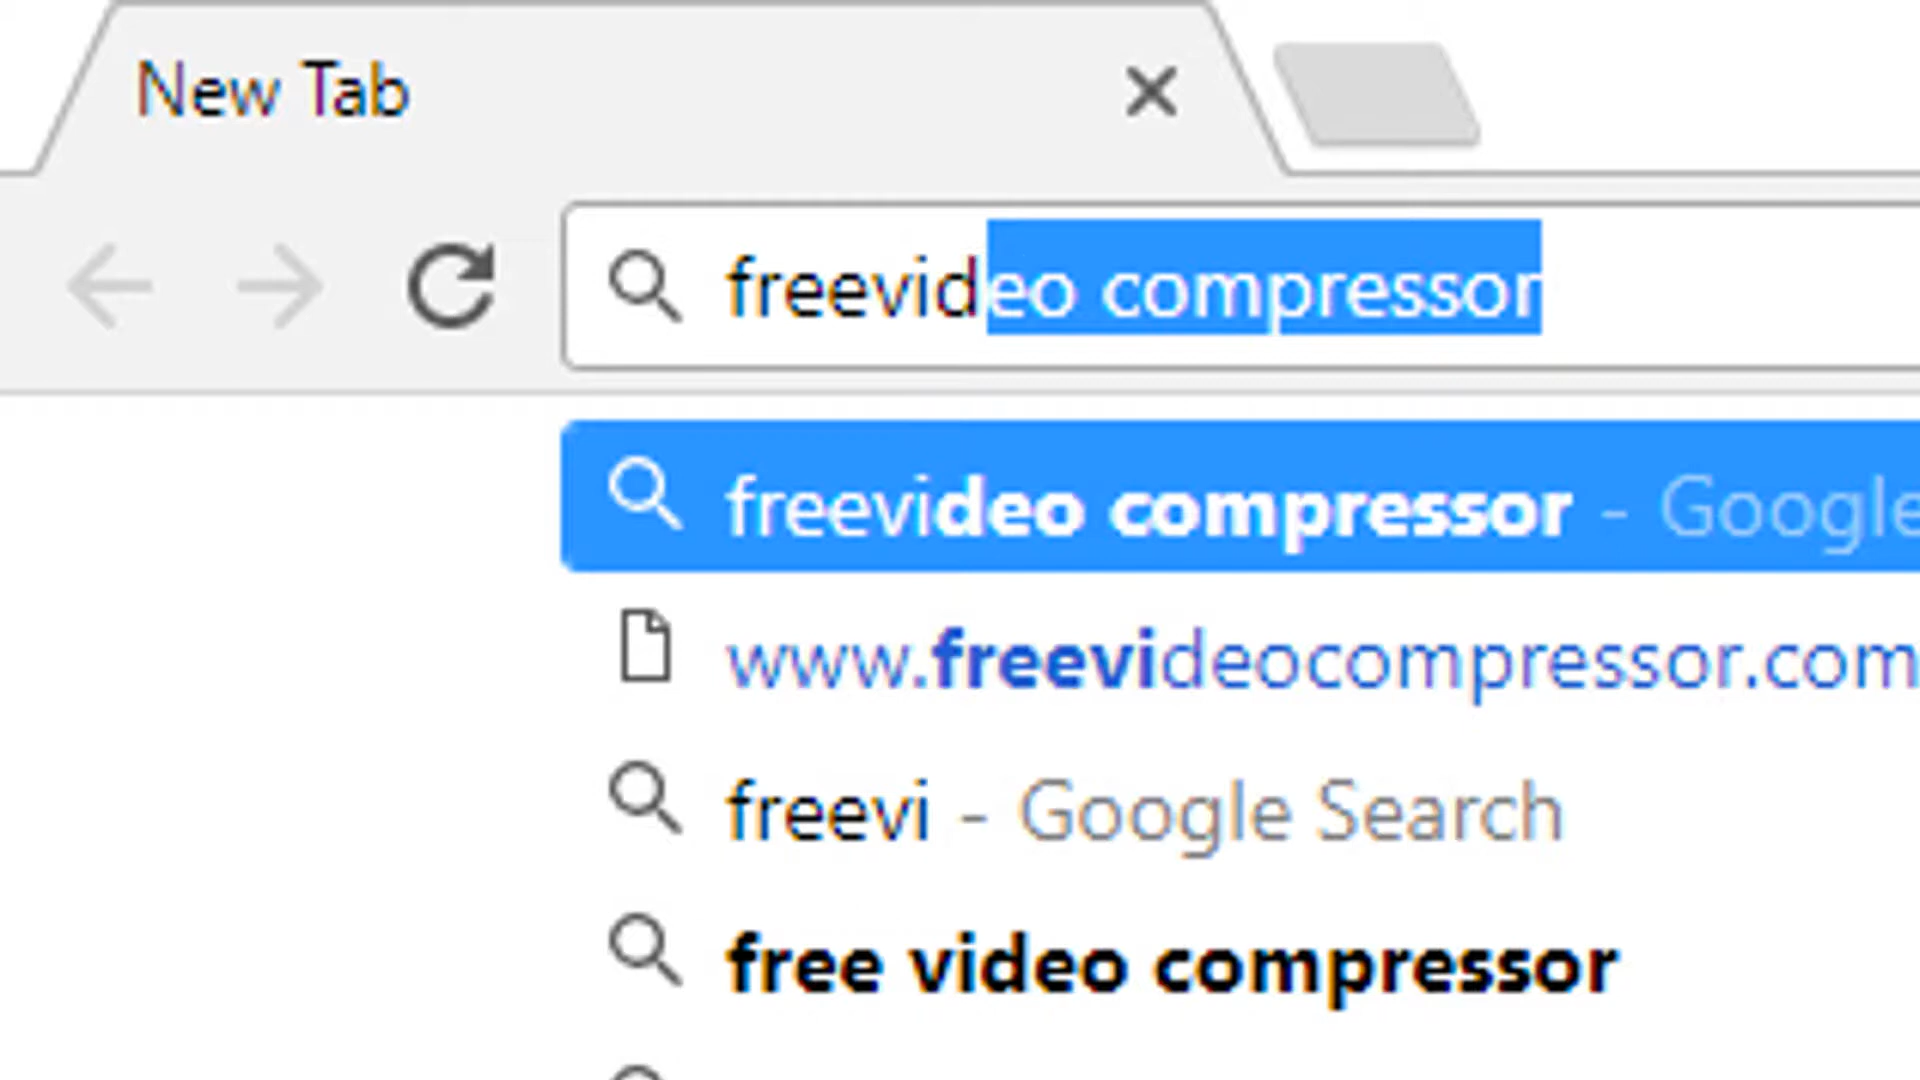 New Tab
freevideo compressor
freevideo compressor - Google
www.freevideocompressor.com
freevi - Google Search
free video compressor